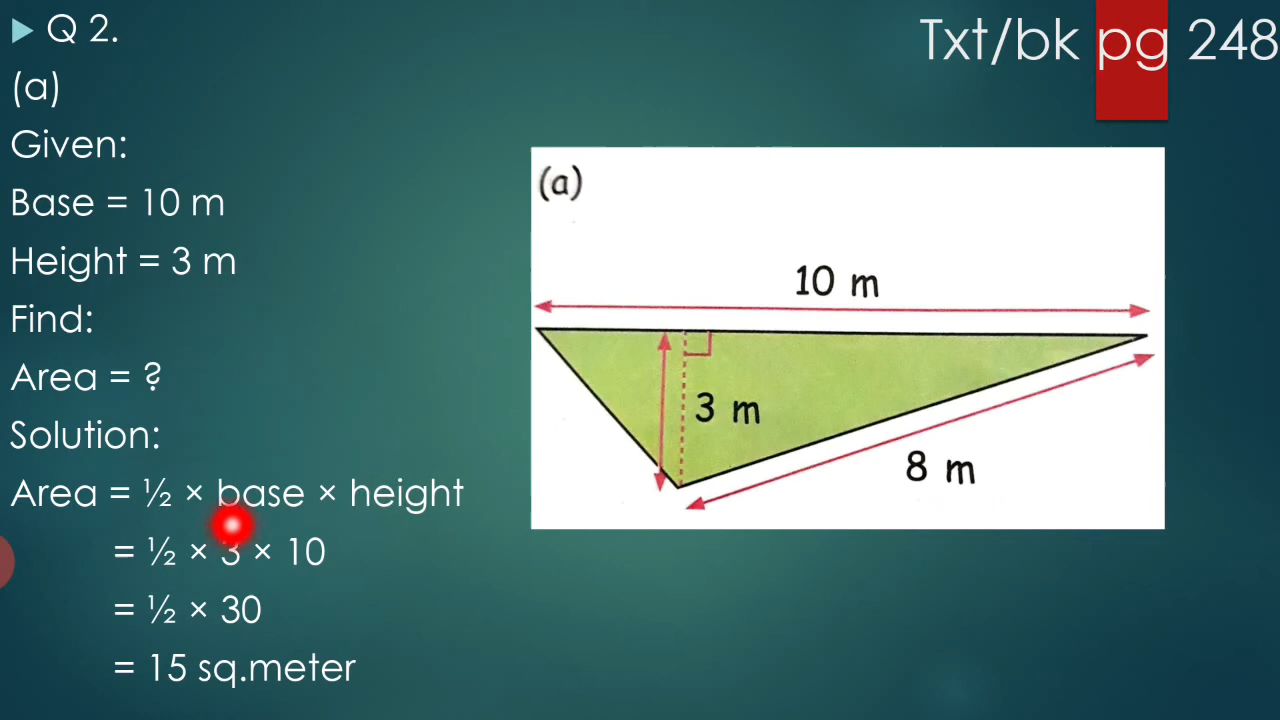 Q 2.
Txt/bk pg 248
(a)
Given:
Base = 10 m
Height = 3 m
Find:
Area = ?
Solution:
Area = ½ × base × height
= ½ × 3 × 10
= ½ × 30
= 15 sq.meter
(a)
10 m
3 m
8 m